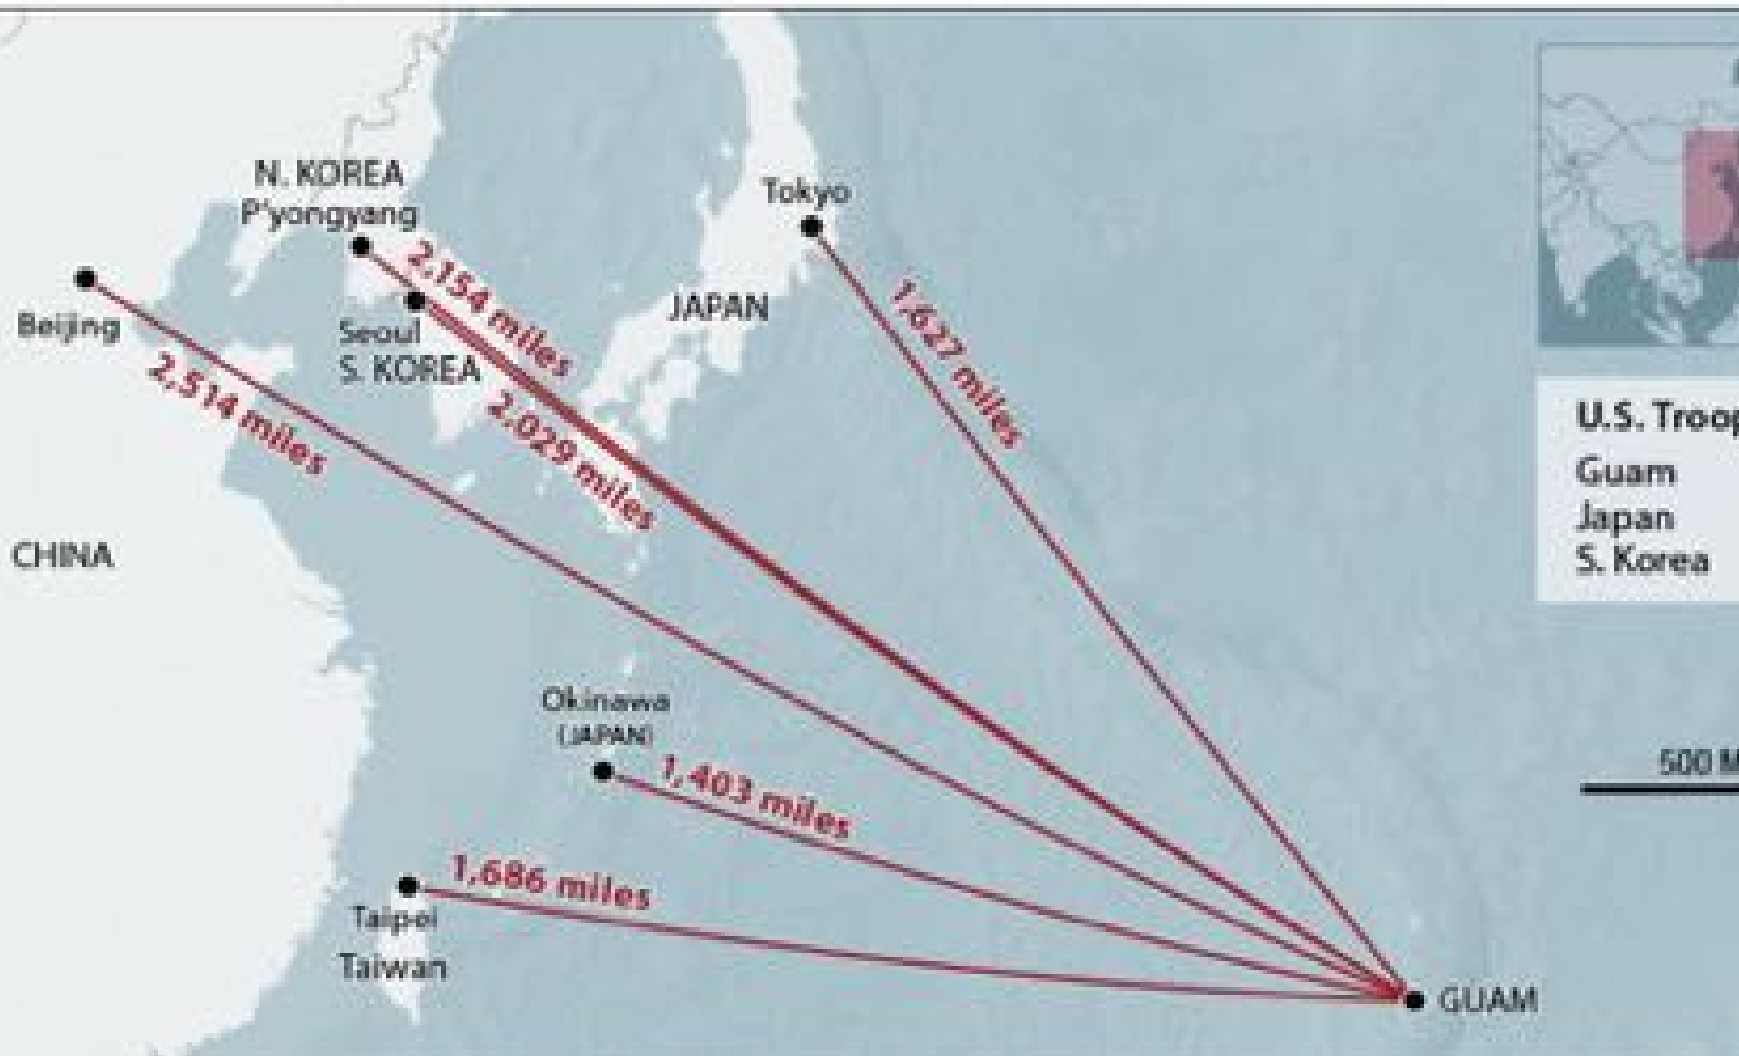 N. KOREA
P'yongyang
Tokyo
2,154 miles
1,627 miles
Beijing
Seoul
S. KOREA
JAPAN
2,514 miles
2,029 miles
U.S. Troop
Guam
Japan
S. Korea
CHINA
Okinawa
(JAPAN)
1,403 miles
500 M
1,686 miles
Taipei
Taiwan
GUAM